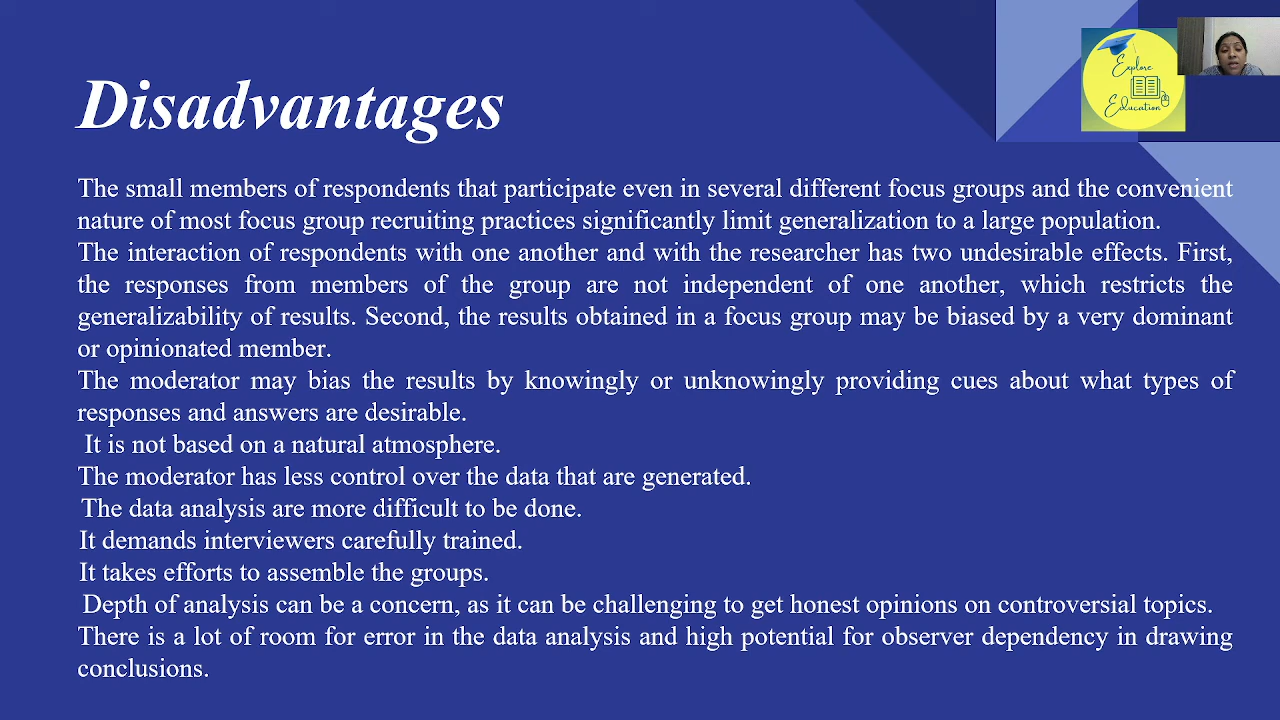 Disadvantages
Explore
Education
The small members of respondents that participate even in several different focus groups and the convenient
nature of most focus group recruiting practices significantly limit generalization to a large population.
The interaction of respondents with one another and with the researcher has two undesirable effects. First,
the responses from members of the group are not independent of one another, which restricts the
generalizability of results. Second, the results obtained in a focus group may be biased by a very dominant
or opinionated member.
The moderator may bias the results by knowingly or unknowingly providing cues about what types of
responses and answers are desirable.
It is not based on a natural atmosphere.
The moderator has less control over the data that are generated.
The data analysis are more difficult to be done.
It demands interviewers carefully trained.
It takes efforts to assemble the groups.
Depth of analysis can be a concern, as it can be challenging to get honest opinions on controversial topics.
There is a lot of room for error in the data analysis and high potential for observer dependency in drawing
conclusions.